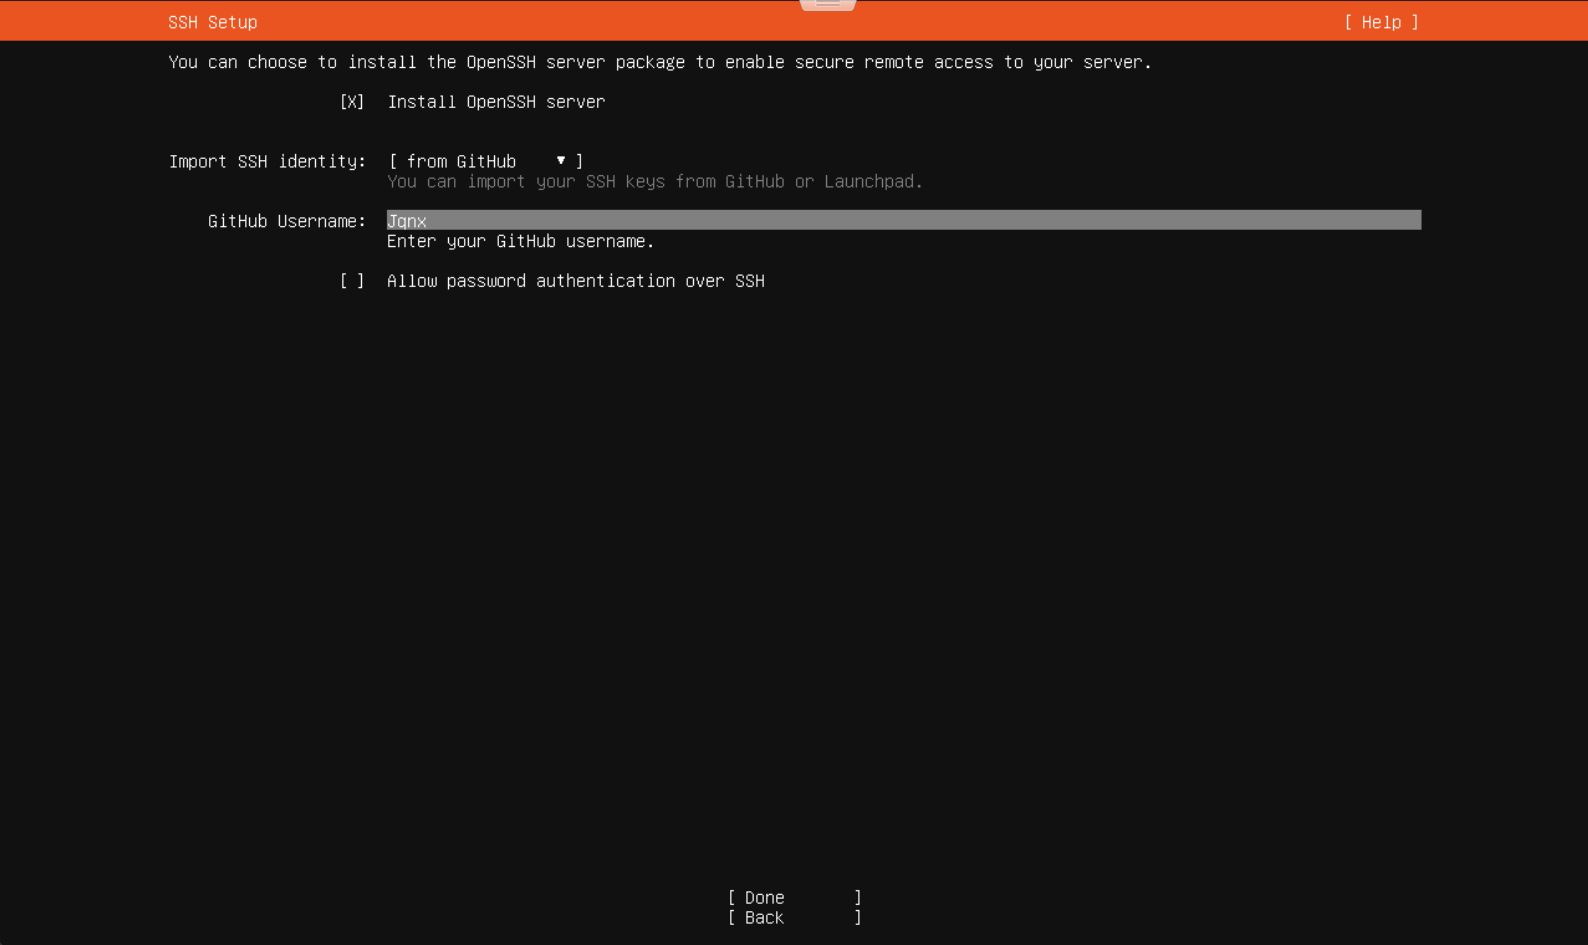 SSH Setup [ Help ]
You can choose to install the OpenSSH server package to enable secure remote access to your server.
[X] Install OpenSSH server
Import SSH identity: [ from GitHub ▾ ]
You can import your SSH keys from GitHub or Launchpad.
GitHub Username: Jqnx
Enter your GitHub username.
[ ] Allow password authentication over SSH
[ Done ]
[ Back ]